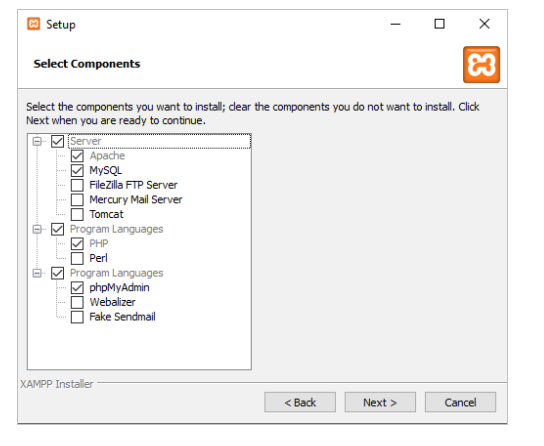 Setup
Select Components
Select the components you want to install; clear the components you do not want to install. Click
Next when you are ready to continue.
Server
Apache
MySQL
FileZilla FTP Server
Mercury Mail Server
Tomcat
Program Languages
PHP
Perl
Program Languages
phpMyAdmin
Webalizer
Fake Sendmail
XAMPP Installer
< Back
Next >
Cancel